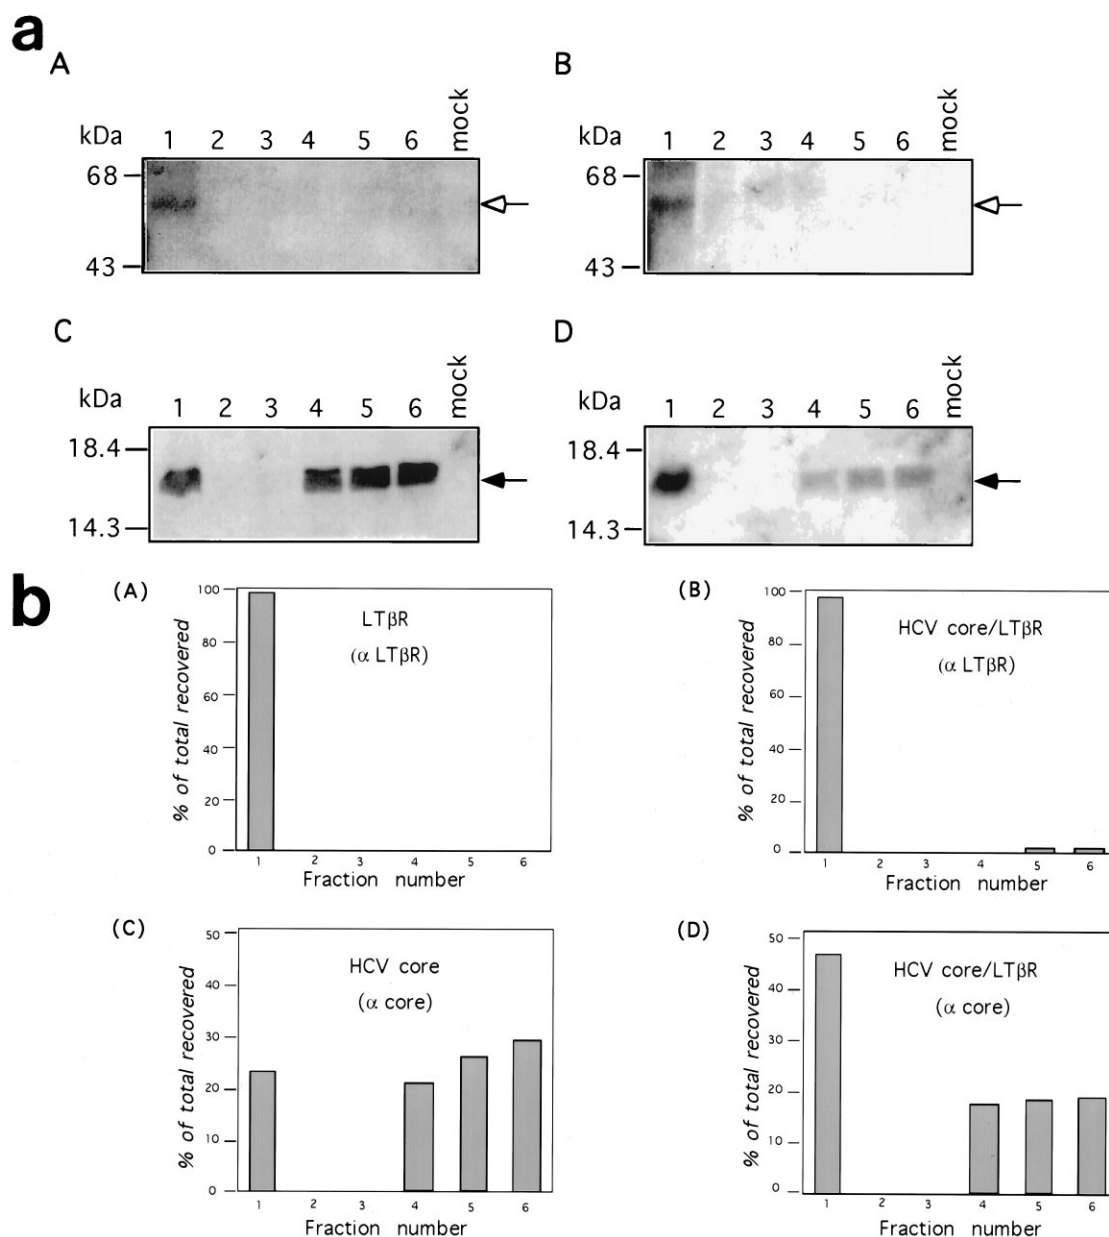 a
A
kDa 1 2 3 4 5 6 mock
68
43
B
kDa 1 2 3 4 5 6 mock
68
43
C
kDa 1 2 3 4 5 6 mock
18.4
14.3
D
kDa 1 2 3 4 5 6 mock
18.4
14.3
b
(A)
LTβR
(α LTβR)
% of total recovered
100
80
60
40
20
0
1 2 3 4 5 6
Fraction number
(B)
HCV core/LTβR
(α LTβR)
% of total recovered
100
80
60
40
20
0
1 2 3 4 5 6
Fraction number
(C)
HCV core
(α core)
% of total recovered
50
40
30
20
10
0
1 2 3 4 5 6
Fraction number
(D)
HCV core/LTβR
(α core)
% of total recovered
50
40
30
20
10
0
1 2 3 4 5 6
Fraction number